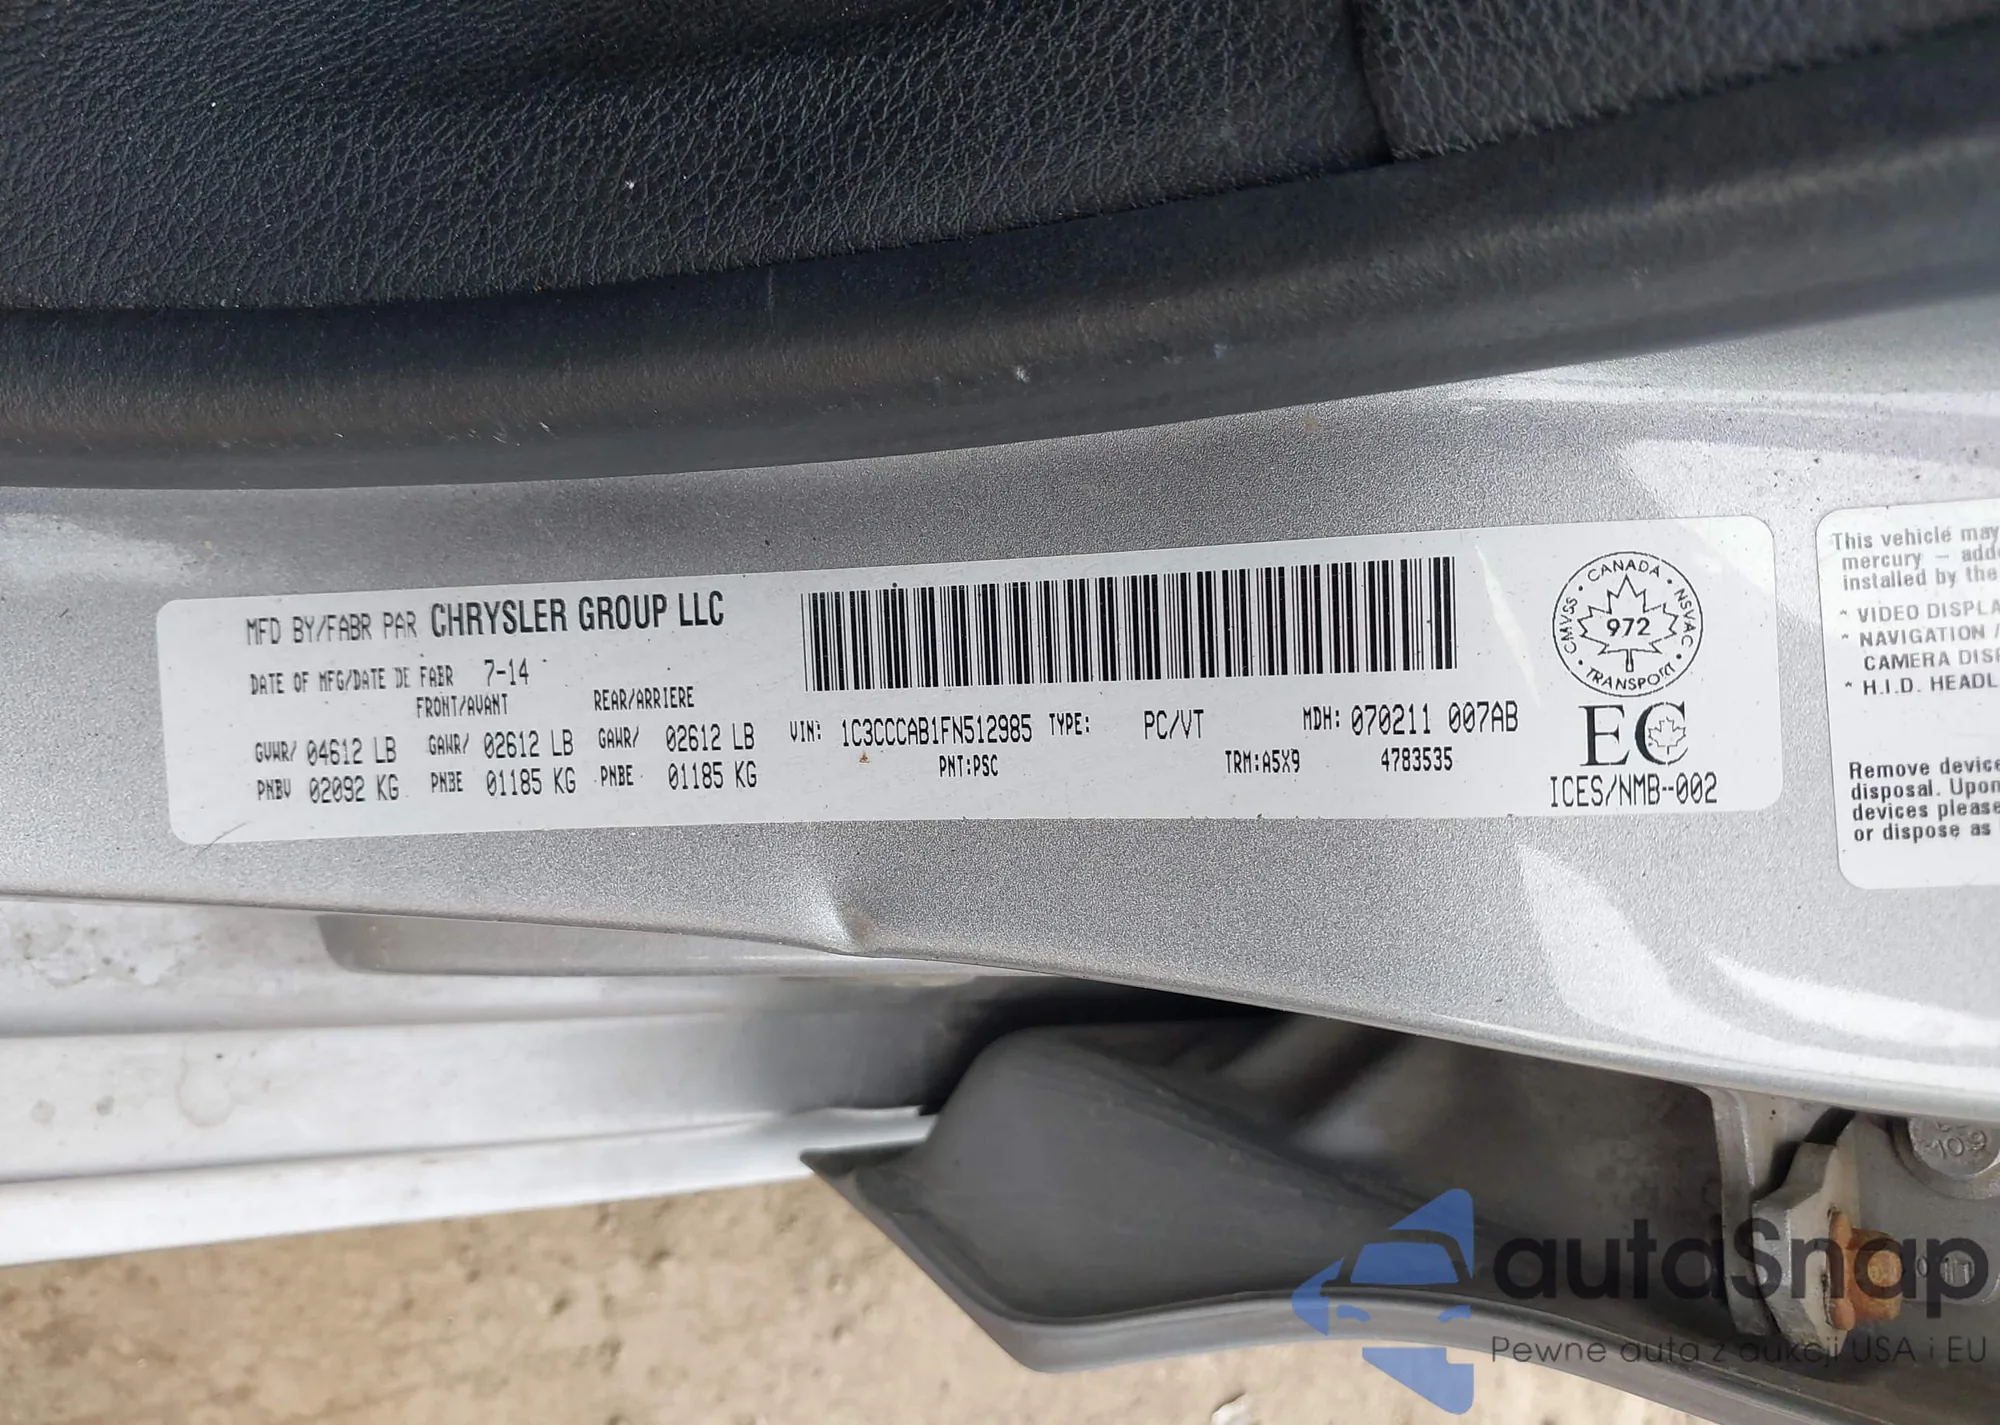 MFD BY/FABR PAR CHRYSLER GROUP LLC
DATE OF MFG/DATE DE FABR 7-14
FRONT/AVANT REAR/ARRIERE
GVWR/ 04612 LB GAWR/ 02612 LB GAWR/ 02612 LB
PNBV 02092 KG PNBE 01185 KG PNBE 01185 KG
VIN: 1C3CCCAB1FN512985 TYPE: PC/VT MDH: 070211 007AB
PNT:PSC TRM:A5X9 4783535
CANADA
CMVSS
NSVAC
972
TRANSPORT
EC
ICES/NMB-002
This vehicle may
mercury – adde
installed by the
* VIDEO DISPLA
* NAVIGATION /
CAMERA DISP
* H.I.D. HEADL
Remove device
disposal. Upon
devices please
or dispose as
10.9
autaSnap
Pewne auta z aukcji USA i EU